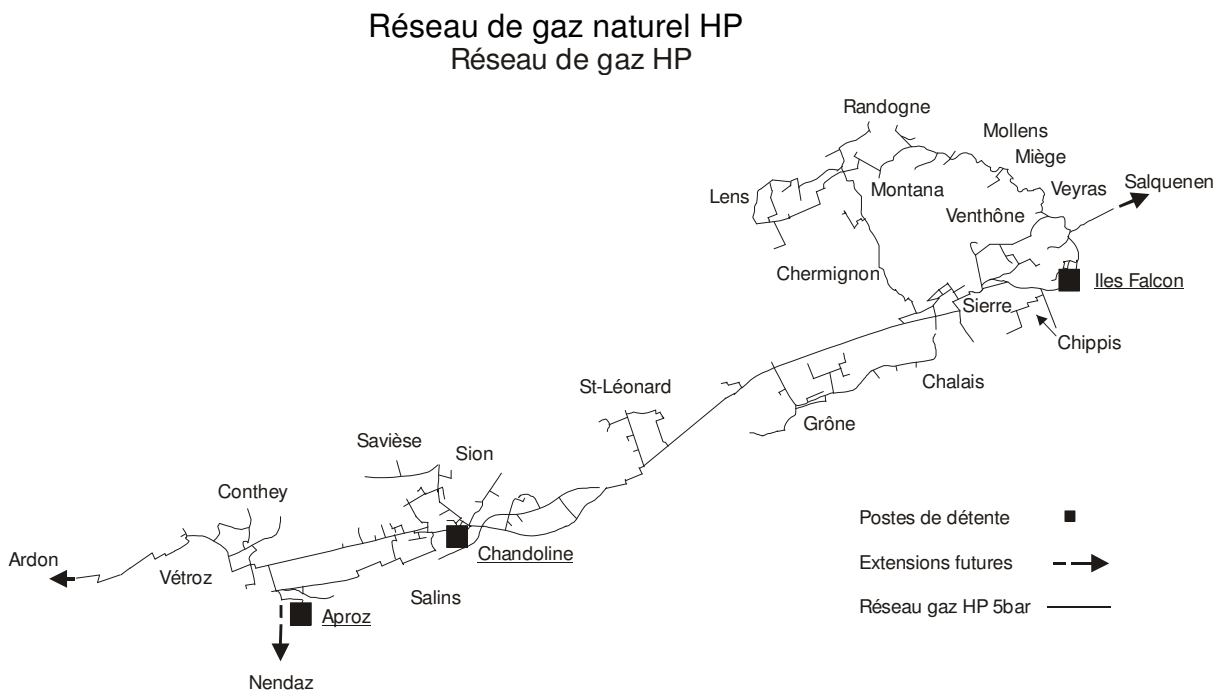 Réseau de gaz naturel HP
Réseau de gaz HP
Randogne
Mollens
Miège
Lens
Montana
Veyras
Salquenen
Venthône
Chermignon
Iles Falcon
Sierre
Chippis
St-Léonard
Chalais
Grône
Savièse
Sion
Conthey
Postes de détente
Ardon
Chandoline
Extensions futures
Vétroz
Salins
Réseau gaz HP 5bar
Aproz
Nendaz